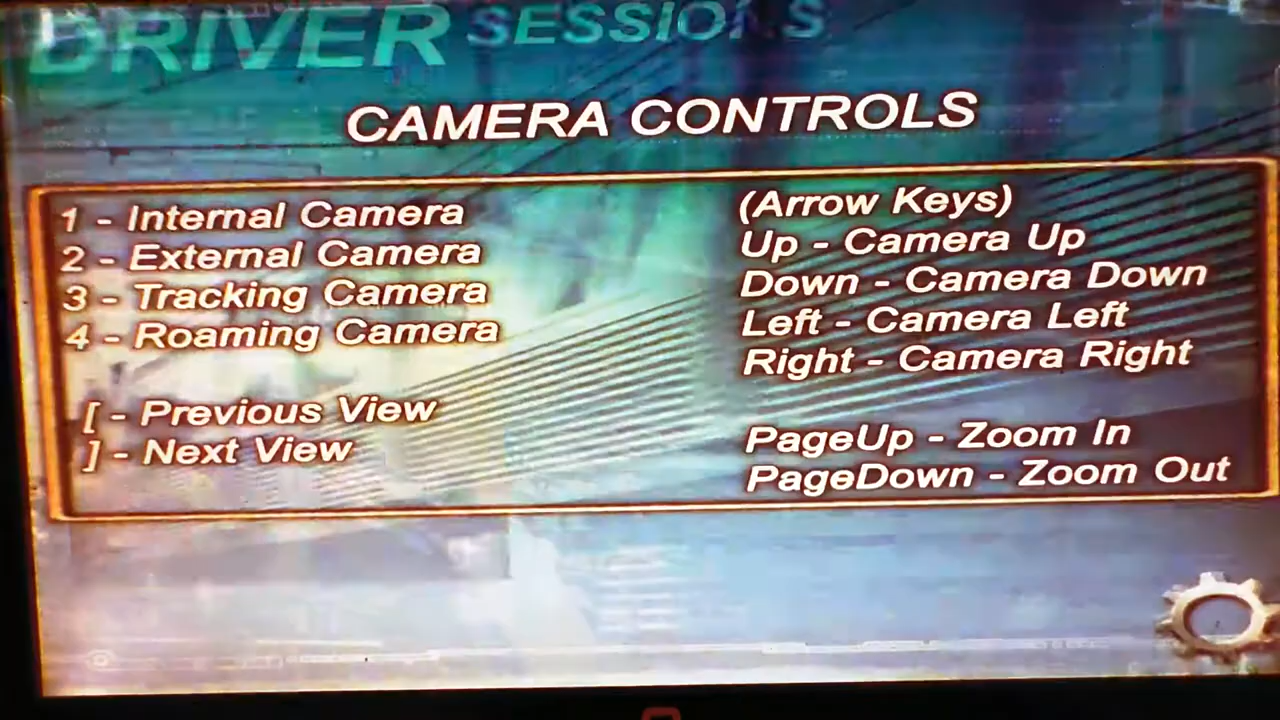 DRIVER SESSIONS
CAMERA CONTROLS
1 - Internal Camera
2 - External Camera
3 - Tracking Camera
4 - Roaming Camera
[ - Previous View
] - Next View
(Arrow Keys)
Up - Camera Up
Down - Camera Down
Left - Camera Left
Right - Camera Right
PageUp - Zoom In
PageDown - Zoom Out